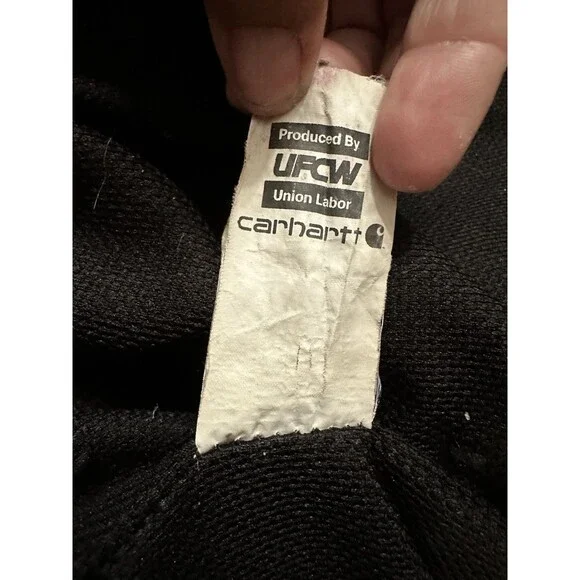 Produced By
UFCW
Union Labor
carhartt